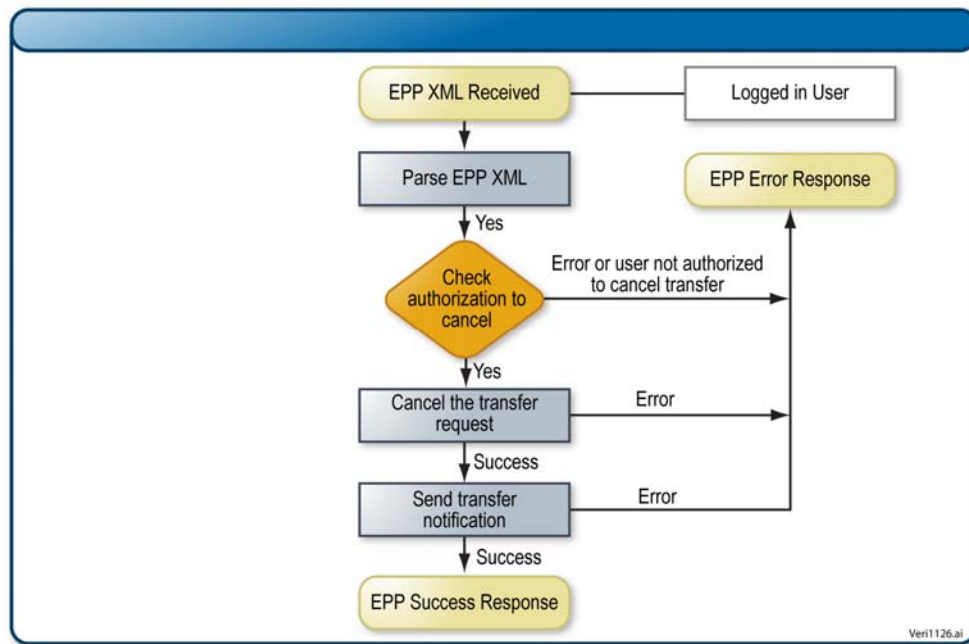 EPP XML Received
Logged in User
Parse EPP XML
EPP Error Response
Yes
Check
authorization to
cancel
Error or user not authorized
to cancel transfer
Yes
Cancel the transfer
request
Error
Success
Send transfer
notification
Error
Success
EPP Success Response
Veri1126.ai